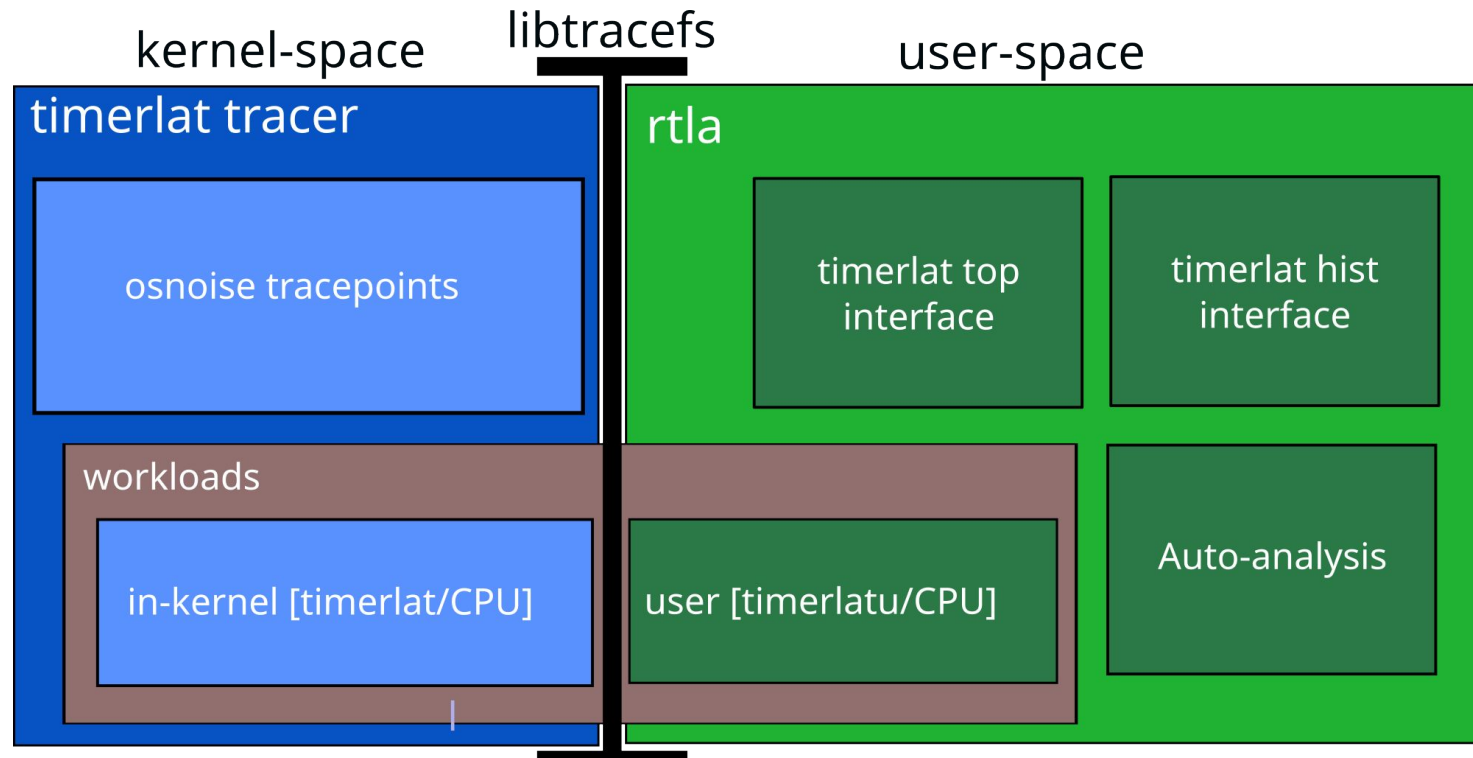 kernel-space
libtracefs
user-space
timerlat tracer
rtla
osnoise tracepoints
timerlat top
interface
timerlat hist
interface
workloads
in-kernel [timerlat/CPU]
user [timerlatu/CPU]
Auto-analysis